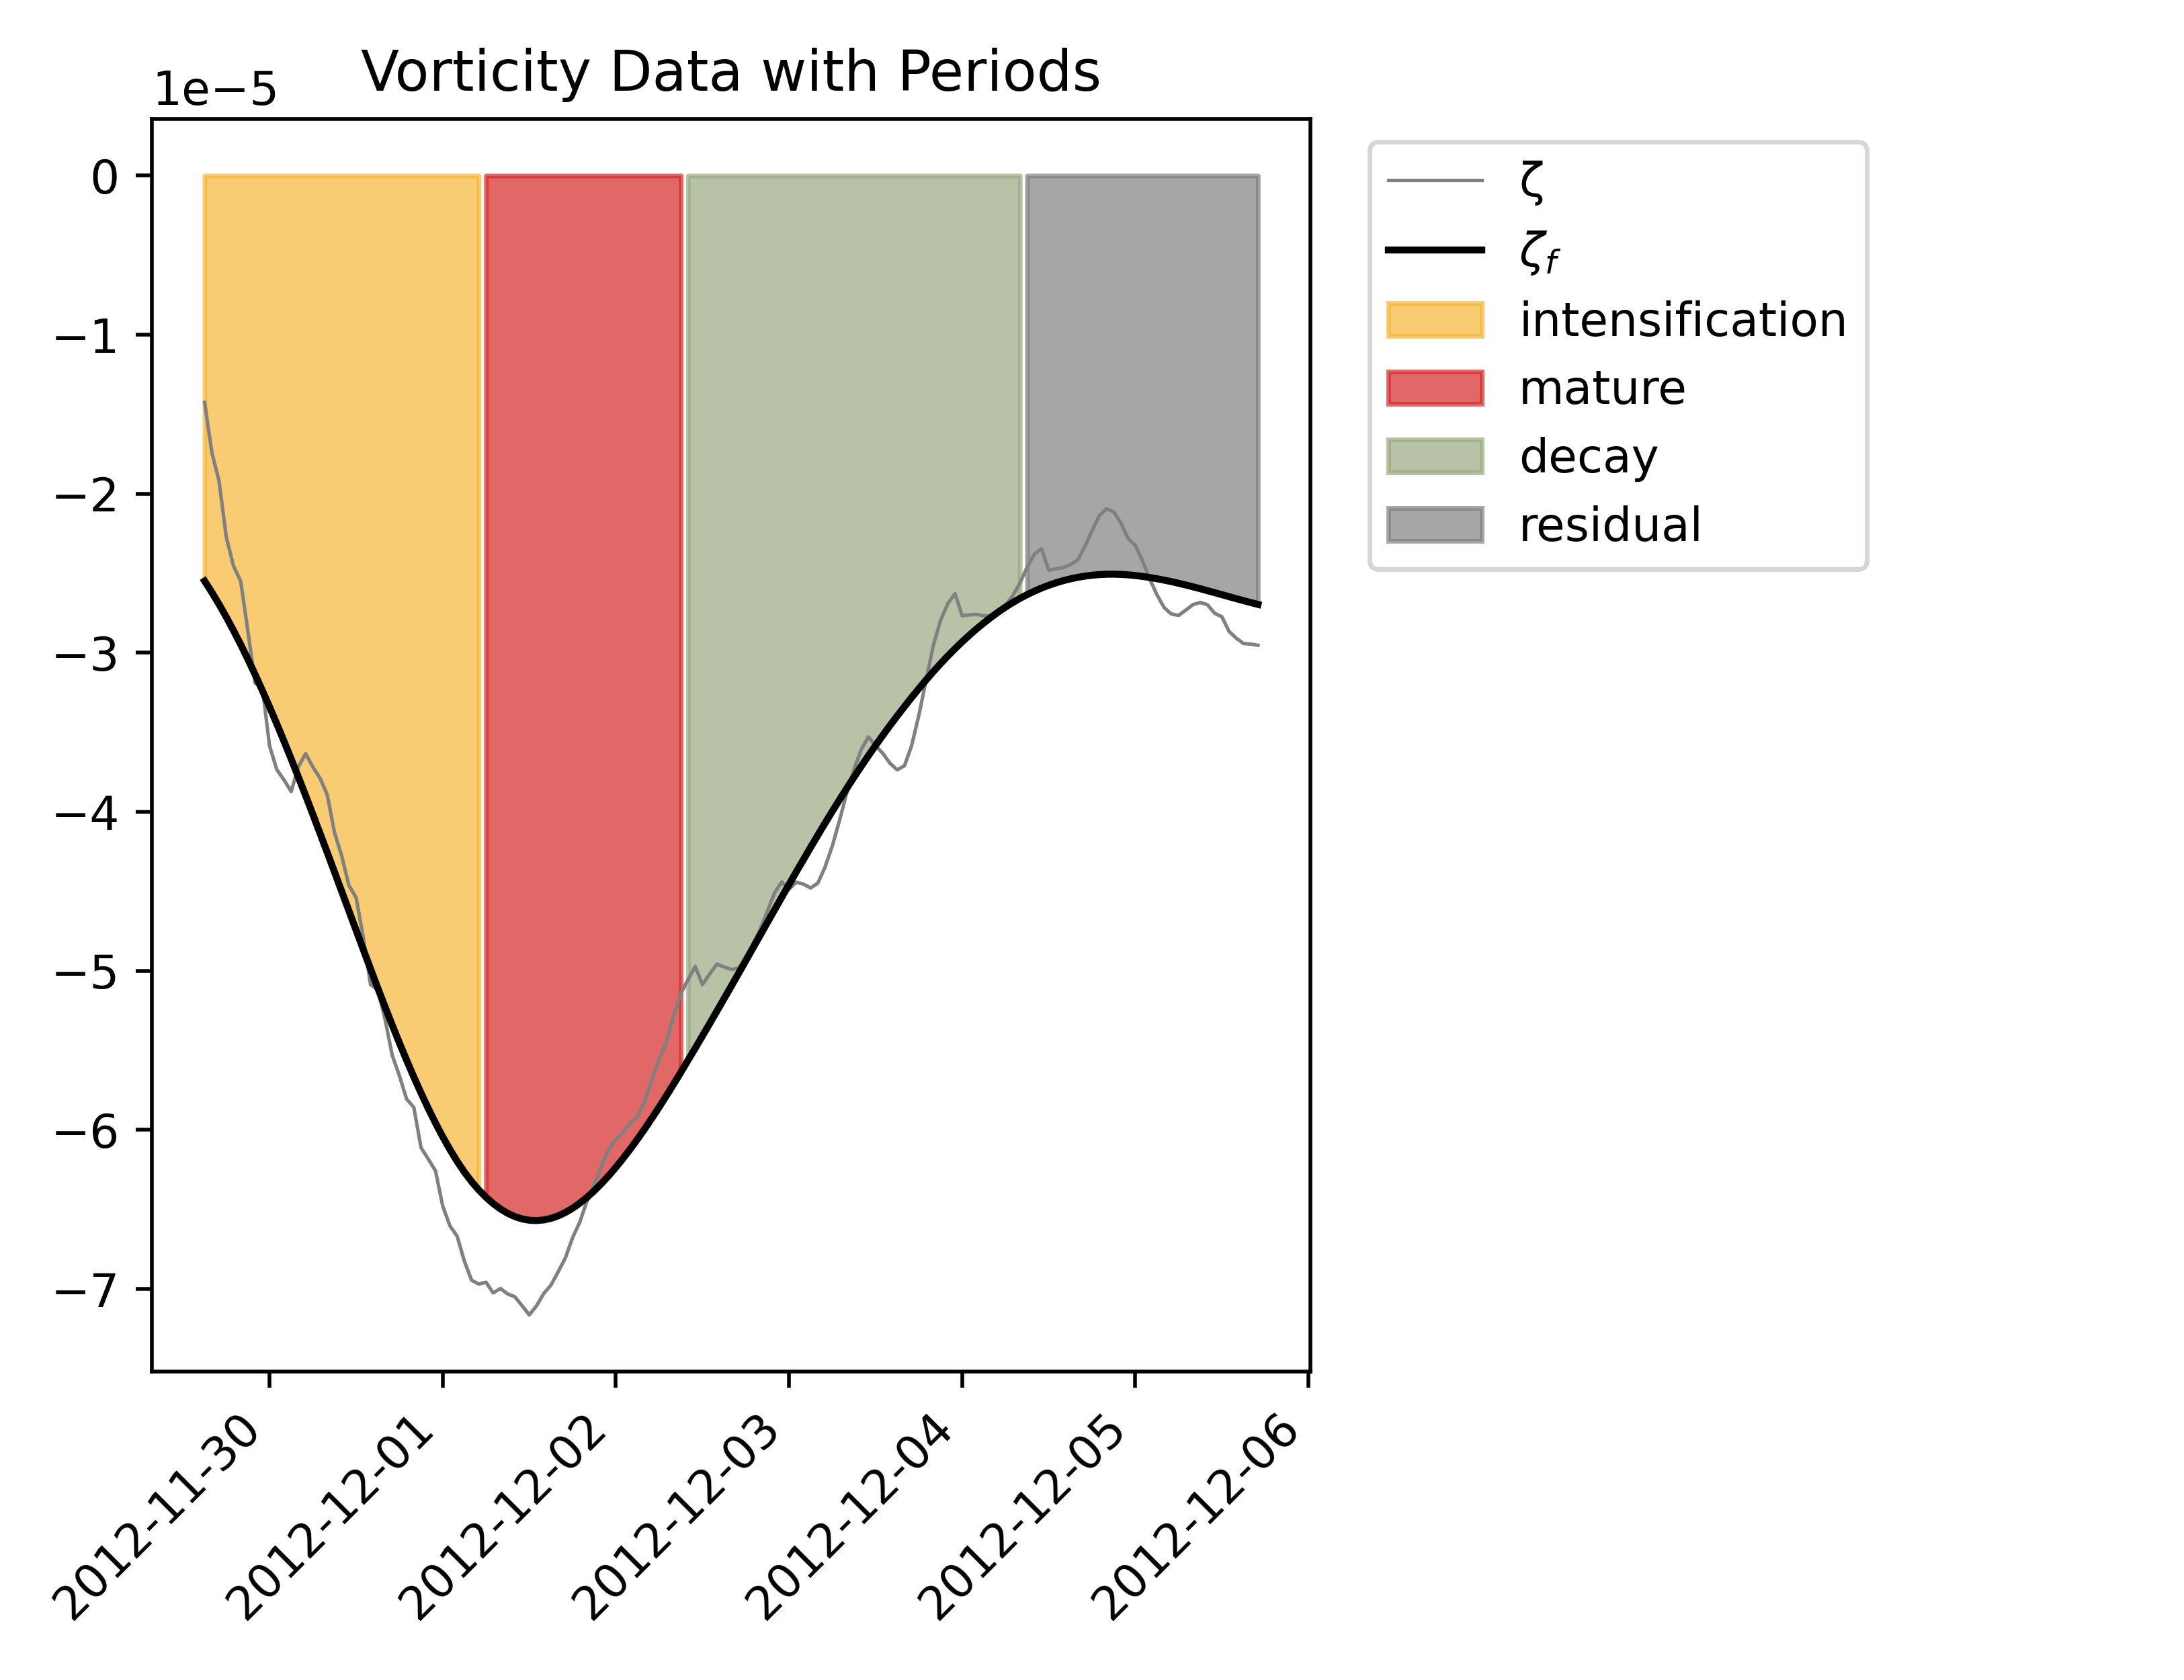 Vorticity Data with Periods
1e−5
0
−1
−2
−3
−4
−5
−6
−7
2012-11-30
2012-12-01
2012-12-02
2012-12-03
2012-12-04
2012-12-05
2012-12-06
ζ
ζf
intensification
mature
decay
residual